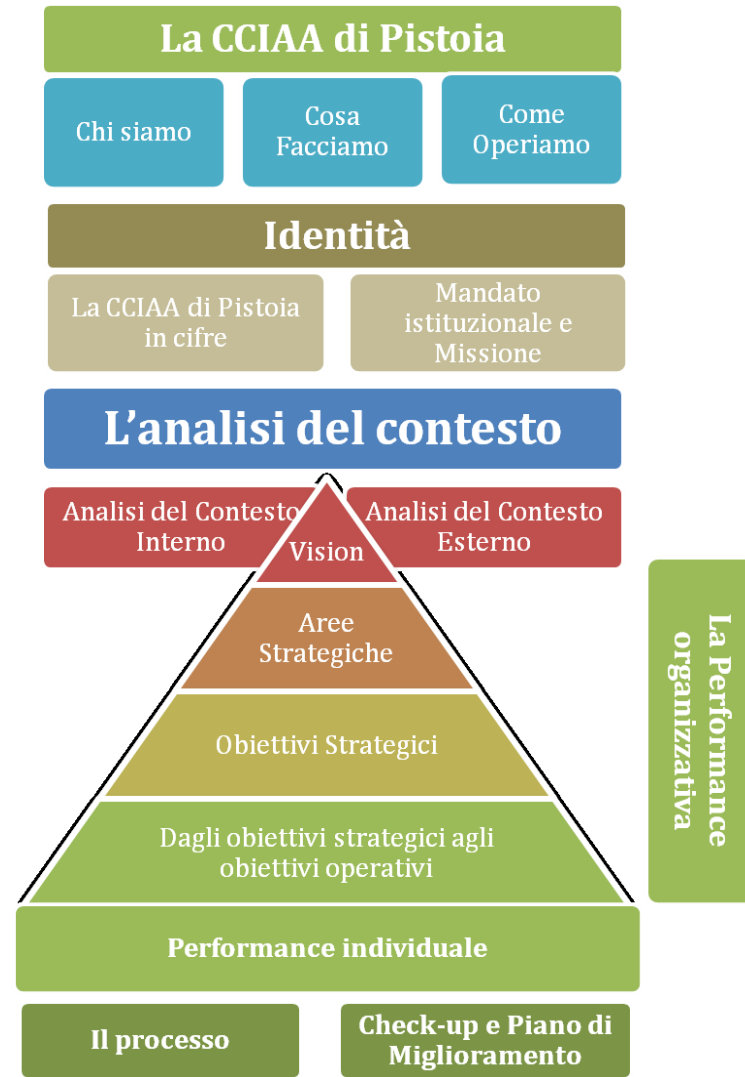 La CCIAA di Pistoia
Chi siamo
Cosa
Facciamo
Come
Operiamo
Identità
La CCIAA di Pistoia
in cifre
Mandato
istituzionale e
Missione
L’analisi del contesto
Analisi del Contesto
Interno
Analisi del Contesto
Esterno
Vision
Aree
Strategiche
Obiettivi Strategici
Dagli obiettivi strategici agli
obiettivi operativi
La Performance
organizzativa
Performance individuale
Il processo
Check-up e Piano di
Miglioramento